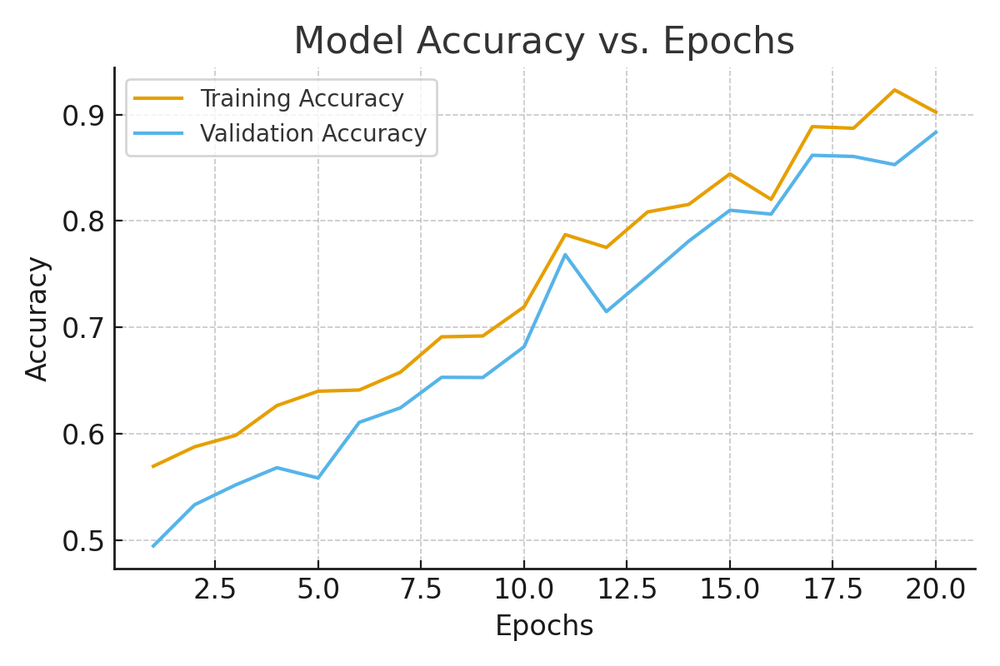 Model Accuracy vs. Epochs
Training Accuracy
Validation Accuracy
0.9
0.8
0.7
0.6
0.5
Accuracy
2.5 5.0 7.5 10.0 12.5 15.0 17.5 20.0
Epochs